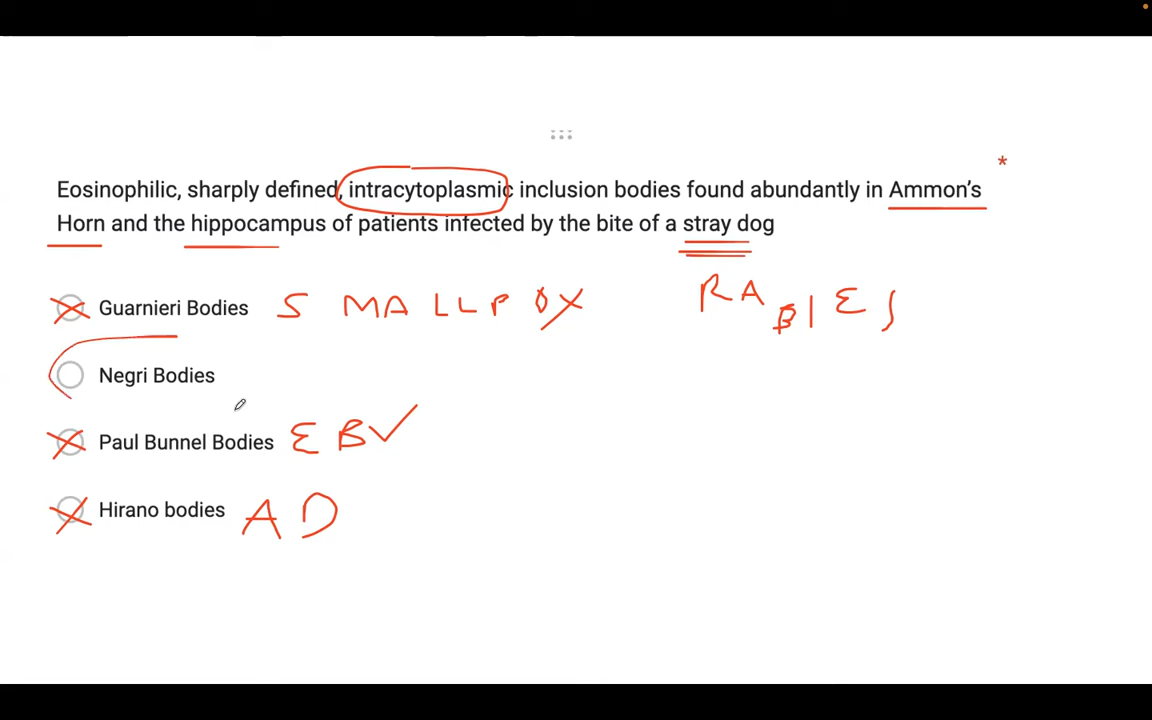 *
Eosinophilic, sharply defined, intracytoplasmic inclusion bodies found abundantly in Ammon's
Horn and the hippocampus of patients infected by the bite of a stray dog
RABIES
Guarnieri Bodies SMALLPOX
Negri Bodies
Paul Bunnel Bodies EBV
Hirano bodies AD